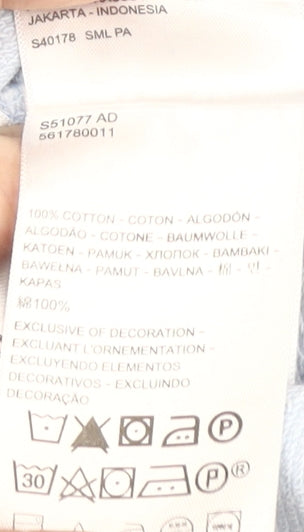 JAKARTA - INDONESIA
S40178 SML PA
S51077 AD
561780011
100% COTTON - COTON - ALGODÓN -
ALGODÃO - COTONE - BAUMWOLLE -
KATOEN - PAMUK - ХЛОПОК - BAMBAKI -
BAWEŁNA - PAMUT - BAVLNA - 棉 - 면 -
KAPAS
棉100%
EXCLUSIVE OF DECORATION -
EXCLUANT L'ORNEMENTATION -
EXCLUYENDO ELEMENTOS
DECORATIVOS - EXCLUINDO
DECORAÇÃO
P
30 P ®